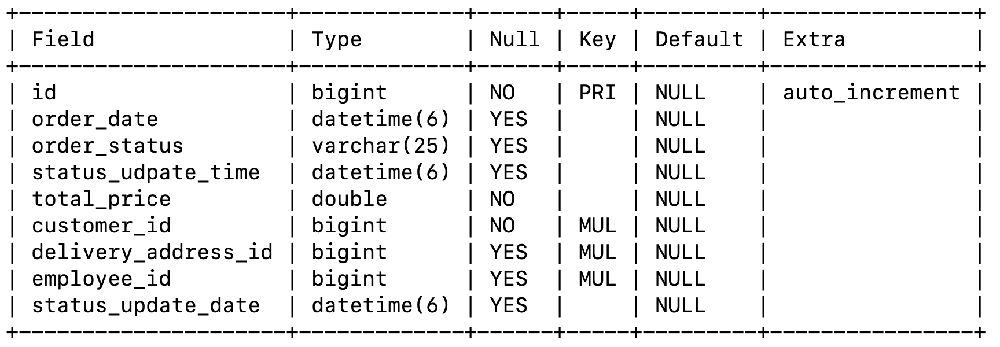 +---------------------+-------------+------+-----+---------+----------------+
| Field               | Type        | Null | Key | Default | Extra          |
+---------------------+-------------+------+-----+---------+----------------+
| id                  | bigint      | NO   | PRI | NULL    | auto_increment |
| order_date          | datetime(6) | YES  |     | NULL    |                |
| order_status        | varchar(25) | YES  |     | NULL    |                |
| status_udpate_time  | datetime(6) | YES  |     | NULL    |                |
| total_price         | double      | NO   |     | NULL    |                |
| customer_id         | bigint      | NO   | MUL | NULL    |                |
| delivery_address_id | bigint      | YES  | MUL | NULL    |                |
| employee_id         | bigint      | YES  | MUL | NULL    |                |
| status_update_date  | datetime(6) | YES  |     | NULL    |                |
+---------------------+-------------+------+-----+---------+----------------+